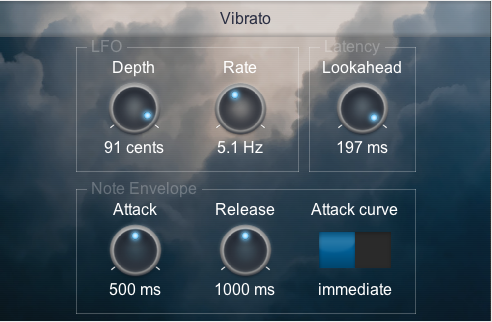 Vibrato
LFO
Latency
Depth
Rate
Lookahead
91 cents
5.1 Hz
197 ms
Note Envelope
Attack
Release
Attack curve
500 ms
1000 ms
immediate